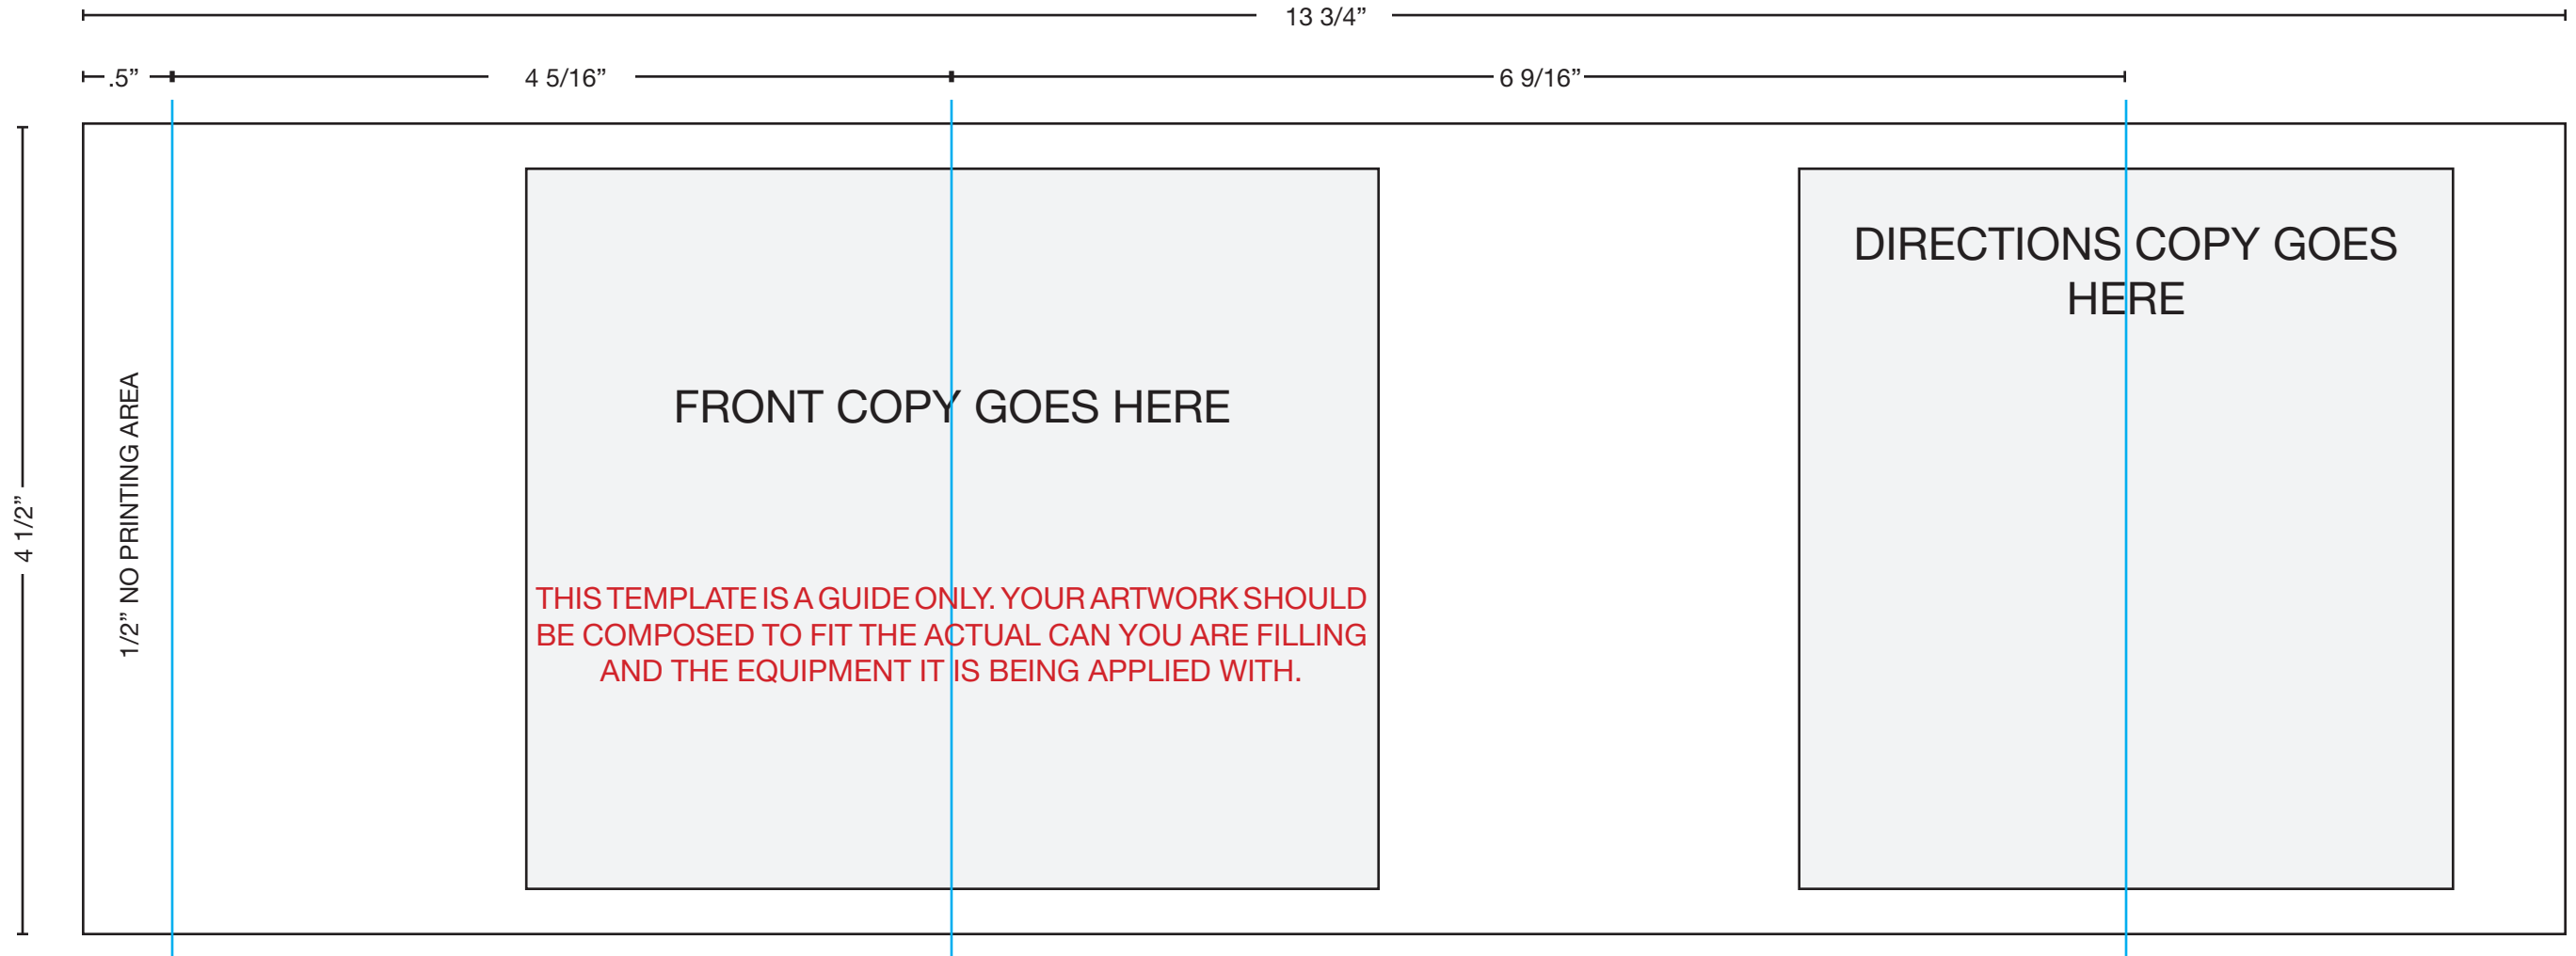 13 3/4”
.5”
4 5/16”
6 9/16”
4 1/2”
1/2” NO PRINTING AREA
FRONT COPY GOES HERE
THIS TEMPLATE IS A GUIDE ONLY. YOUR ARTWORK SHOULD
BE COMPOSED TO FIT THE ACTUAL CAN YOU ARE FILLING
AND THE EQUIPMENT IT IS BEING APPLIED WITH.
DIRECTIONS COPY GOES
HERE